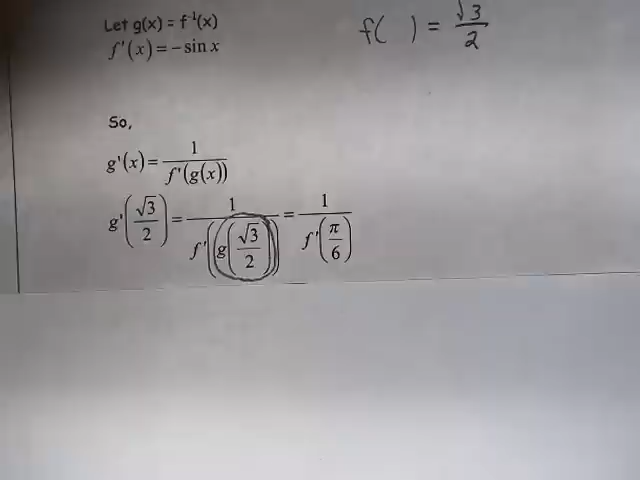 Let g(x) = f⁻¹(x)
f(  ) = √3/2
f'(x) = −sin x
So,
g'(x) = 1/f'(g(x))
g'(√3/2) = 1/f'(g(√3/2)) = 1/f'(π/6)